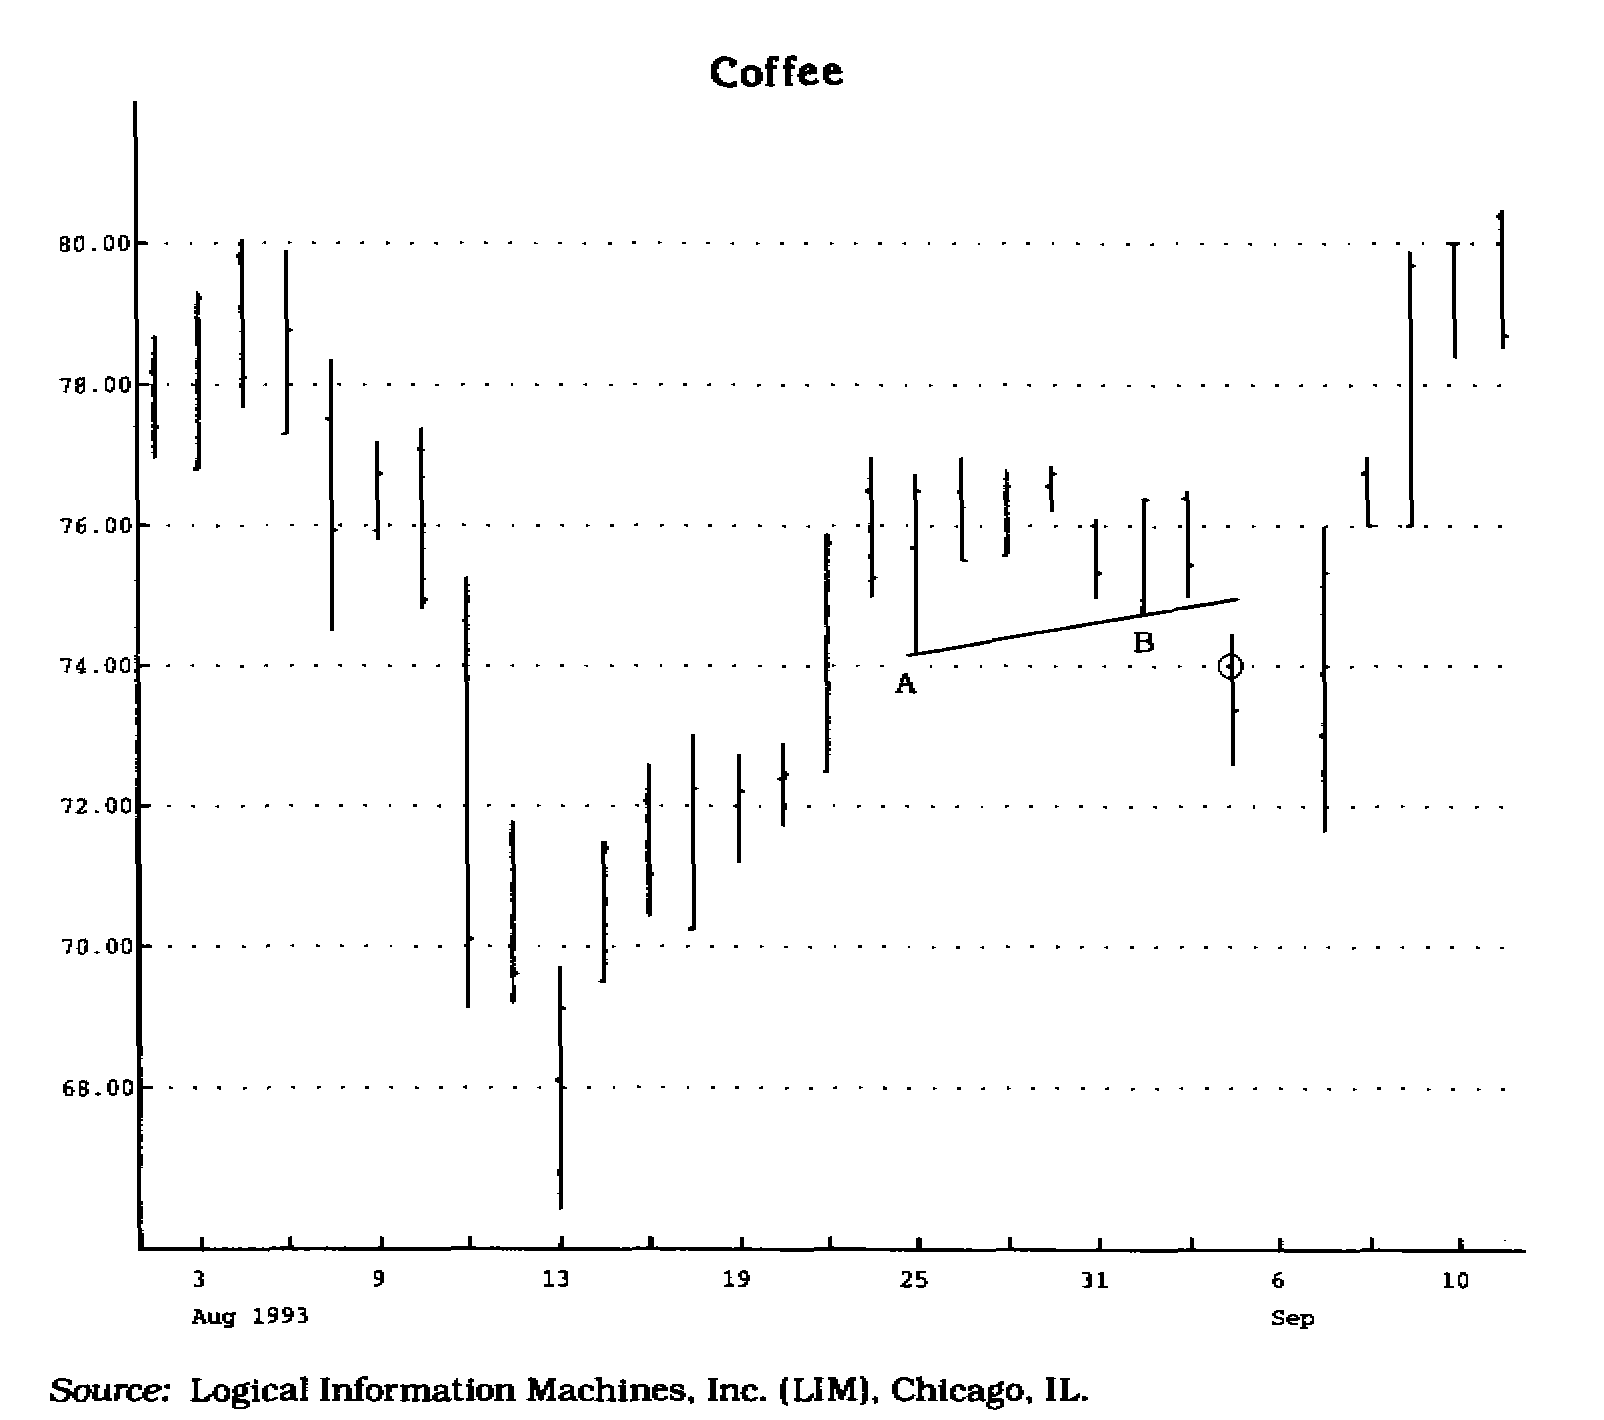 Coffee
80.00
78.00
76.00
74.00
72.00
70.00
68.00
A
B
3 9 13 19 25 31 6 10
Aug 1993 Sep
Source: Logical Information Machines, Inc. (LIM), Chicago, IL.